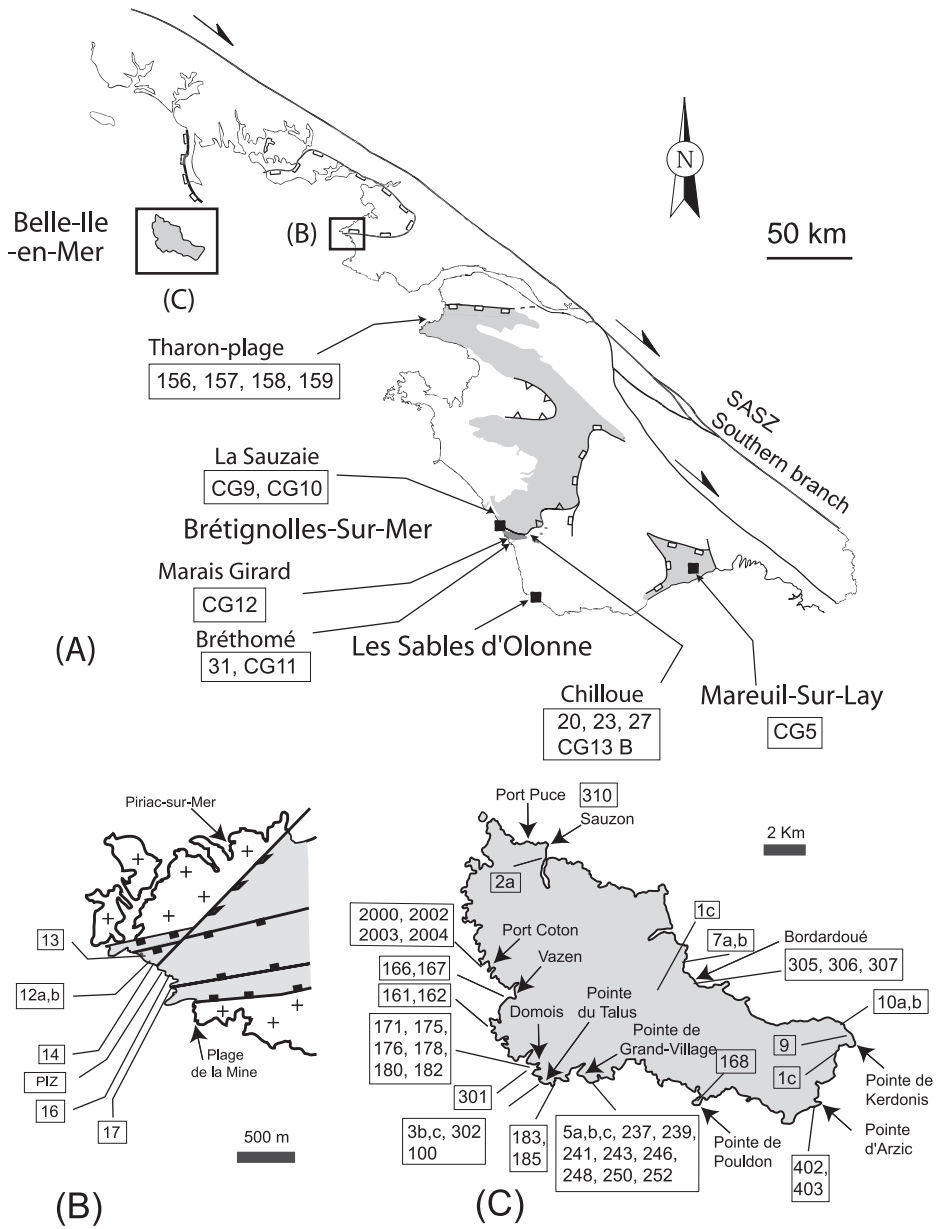 N
Belle-Ile
-en-Mer
(B)
50 km
(C)
Tharon-plage
156, 157, 158, 159
SASZ
Southern branch
La Sauzaie
CG9, CG10
Brétignolles-Sur-Mer
Marais Girard
CG12
Bréthomé
31, CG11
(A)
Les Sables d'Olonne
Chilloue
20, 23, 27
CG13 B
Mareuil-Sur-Lay
CG5
Piriac-sur-Mer
13
12a,b
14
PIZ
16
17
Plage
de la Mine
500 m
(B)
Port Puce
310
Sauzon
2 Km
2a
2000, 2002
2003, 2004
Port Coton
1c
7a,b
Bordardoué
305, 306, 307
166, 167
Vazen
161, 162
Domois
Pointe
du Talus
10a,b
171, 175,
176, 178,
180, 182
Pointe de
Grand-Village
168
9
1c
301
Pointe de
Kerdonis
3b,c, 302
100
183,
185
5a,b,c, 237, 239,
241, 243, 246,
248, 250, 252
Pointe de
Pouldon
Pointe
d'Arzic
402,
403
(C)